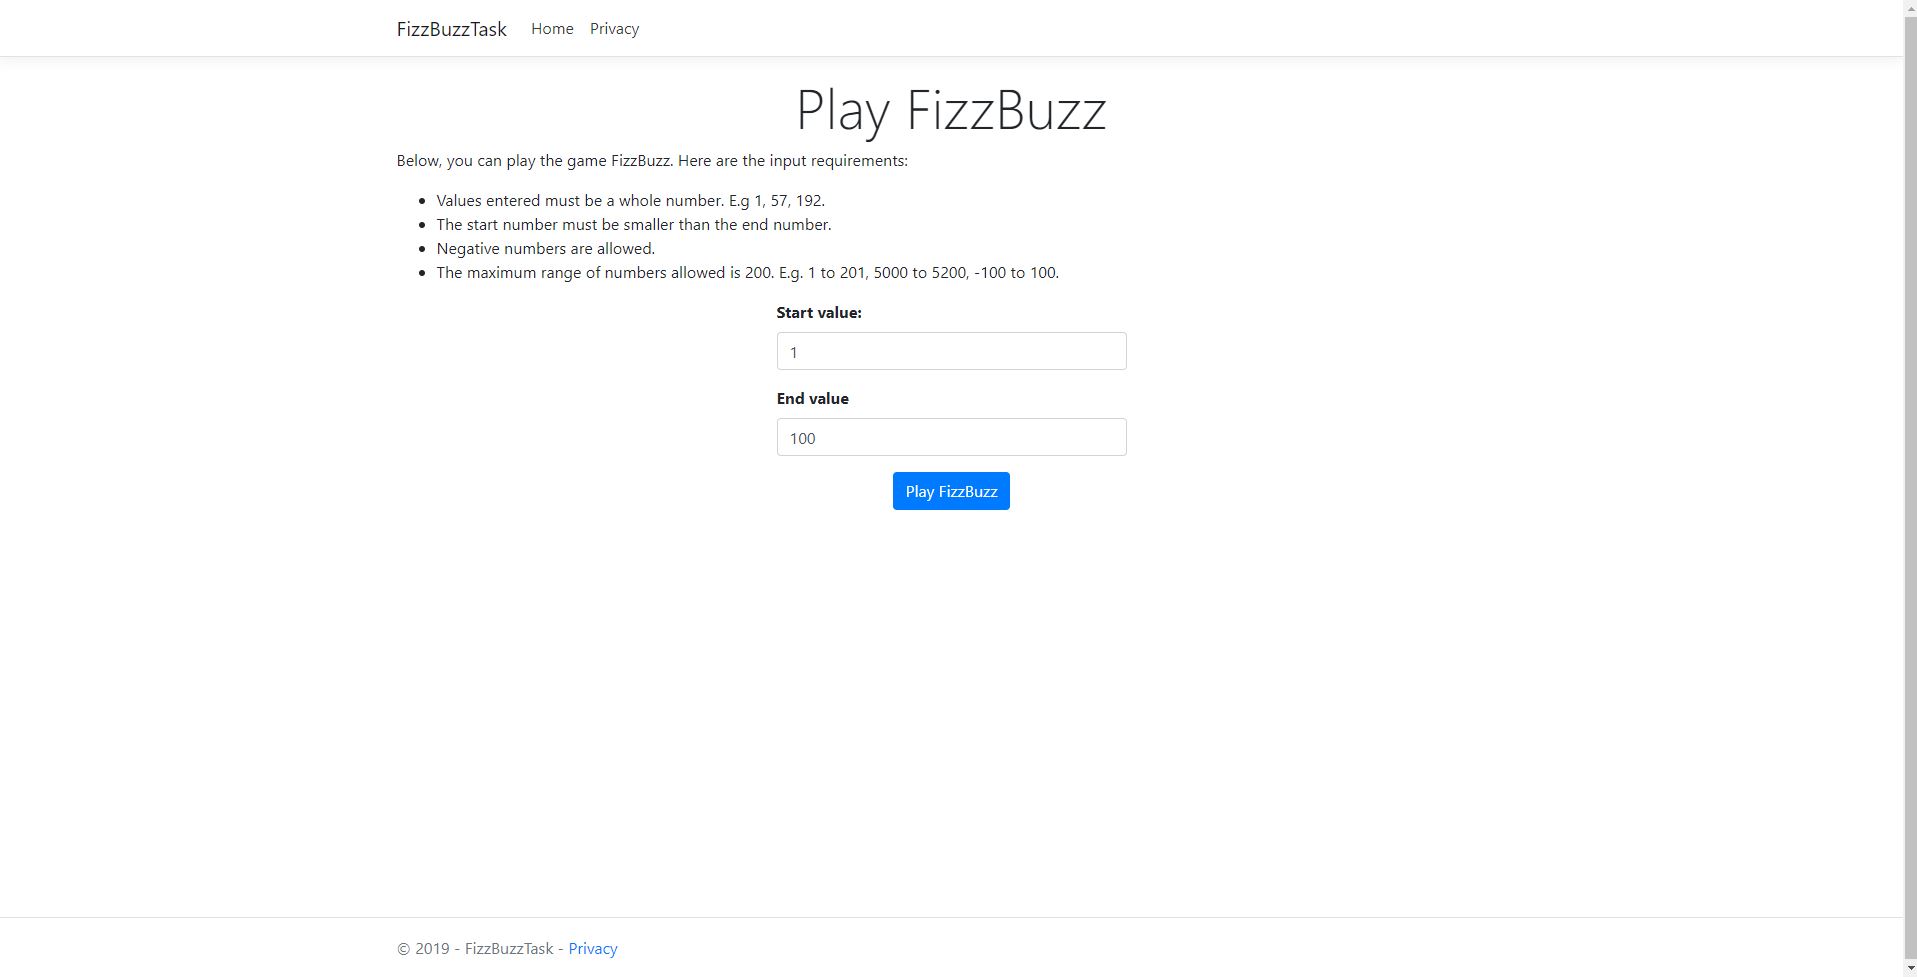 FizzBuzzTask Home Privacy
Play FizzBuzz
Below, you can play the game FizzBuzz. Here are the input requirements:
• Values entered must be a whole number. E.g 1, 57, 192.
• The start number must be smaller than the end number.
• Negative numbers are allowed.
• The maximum range of numbers allowed is 200. E.g. 1 to 201, 5000 to 5200, -100 to 100.
Start value:
1
End value
100
Play FizzBuzz
© 2019 - FizzBuzzTask - Privacy